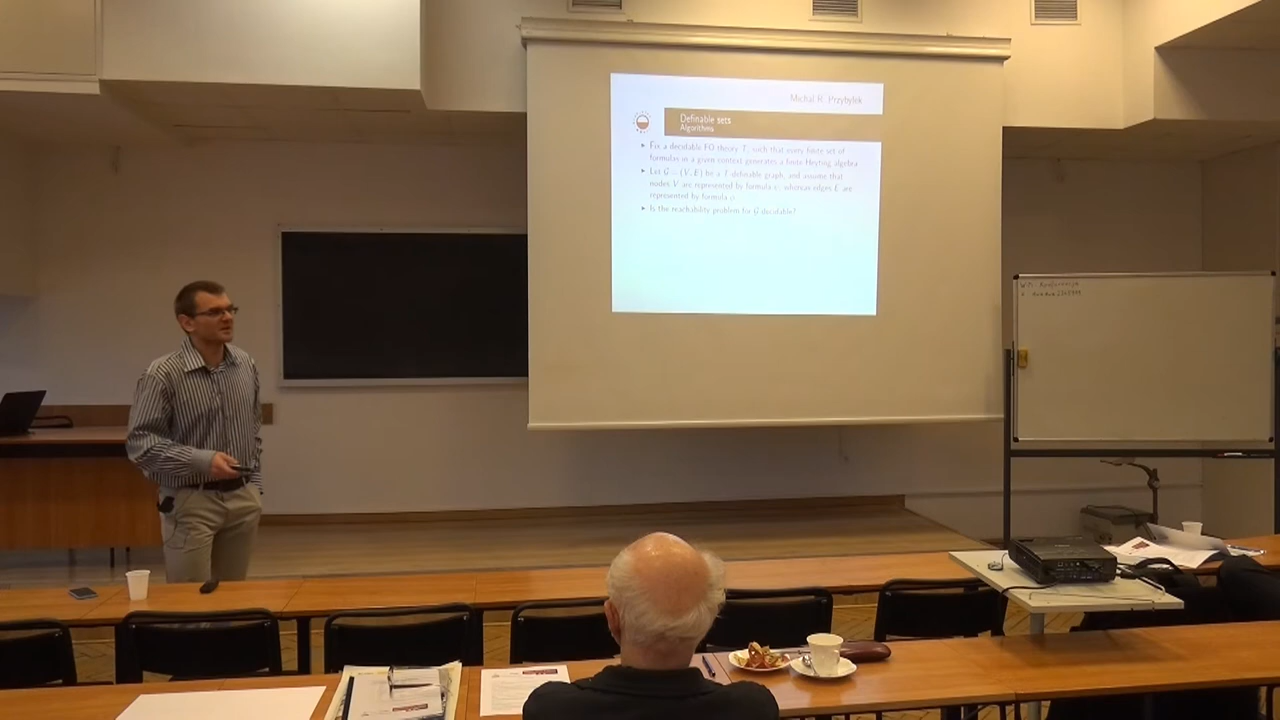 Michal R. Przybylek
Definable sets
Algorithms
▸ Fix a decidable FO theory T, such that every finite set of
formulas in a given context generates a finite Heyting algebra
▸ Let G = (V, E) be a T definable graph, and assume that
nodes V are represented by formula whereas edges E are
represented by formula
▸ Is the reachability problem for G decidable?